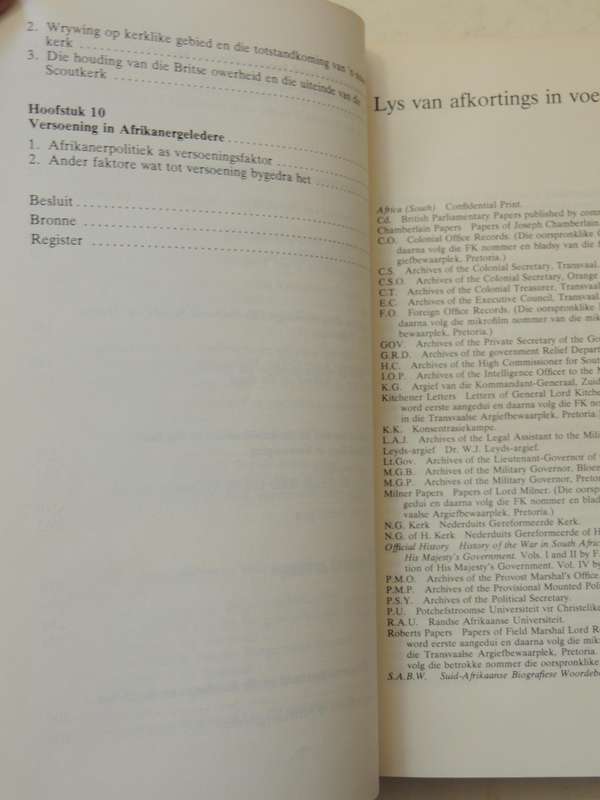 2. Wrywing op kerklike gebied en die totstandkoming van 'n
kerk
3. Die houding van die Britse owerheid en die uiteinde van die
Scoutkerk
Hoofstuk 10
Versoening in Afrikanergeledere
1. Afrikanerpolitiek as versoeningsfaktor
2. Ander faktore wat tot versoening bygedra het
Besluit
Bronne
Register
Lys van afkortings in voe
Africa (South) Confidential Print.
Cd. British Parliamentary Papers published by comm
Chamberlain Papers Papers of Joseph Chamberlain
C.O. Colonial Office Records. (Die oorspronklike
daarna volg die FK nommer en bladsy van die
giefbewaarplek, Pretoria.)
C.S. Archives of the Colonial Secretary, Transvaal.
C.S.O. Archives of the Colonial Secretary, Orange
C.T. Archives of the Colonial Treasurer, Transvaal
E.C. Archives of the Executive Council, Transvaal.
F.O. Foreign Office Records. (Die oorspronklike
daarna volg die mikrofilm nommer van die mik
bewaarplek, Pretoria.)
GOV. Archives of the Private Secretary of the Go
G.R.D. Archives of the government Relief Depart
H.C. Archives of the High Commissioner for Sout
I.O.P. Archives of the Intelligence Officer to the M
K.G. Argief van die Kommandant-Generaal, Zuid
Kitchener Letters Letters of General Lord Kitche
word eerste aangedui en daarna volg die FK no
in die Transvaalse Argiefbewaarplek, Pretoria.
K.K. Konsentrasiekampe.
L.A.J. Archives of the Legal Assistant to the Mili
Leyds-argief Dr. W.J. Leyds-argief.
Lt.Gov. Archives of the Lieutenant-Governor of
M.G.B. Archives of the Military Governor, Bloem
M.G.P. Archives of the Military Governor, Pretor
Milner Papers Papers of Lord Milner. (Die oorspr
gedui en daarna volg die FK nommer en blads
vaalse Argiefbewaarplek, Pretoria.)
N.G. Kerk Nederduits Gereformeerde Kerk.
N.G. of H. Kerk Nederduits Gereformeerde of H
Official History History of the War in South Afric
His Majesty's Government. Vols. I and II by F.
tion of His Majesty's Government. Vol. IV by
P.M.O. Archives of the Provost Marshal's Office.
P.M.P. Archives of the Provisional Mounted Pol
P.S.Y. Archives of the Political Secretary.
P.U. Potchefstroomse Universiteit vir Christelik
R.A.U. Randse Afrikaanse Universiteit.
Roberts Papers Papers of Field Marshal Lord R
word eerste aangedui en daarna volg die mik
die Transvaalse Argiefbewaarplek, Pretoria.
volg die betrokke nommer die oorspronklike
S.A.B.W. Suid-Afrikaanse Biografiese Woordeb